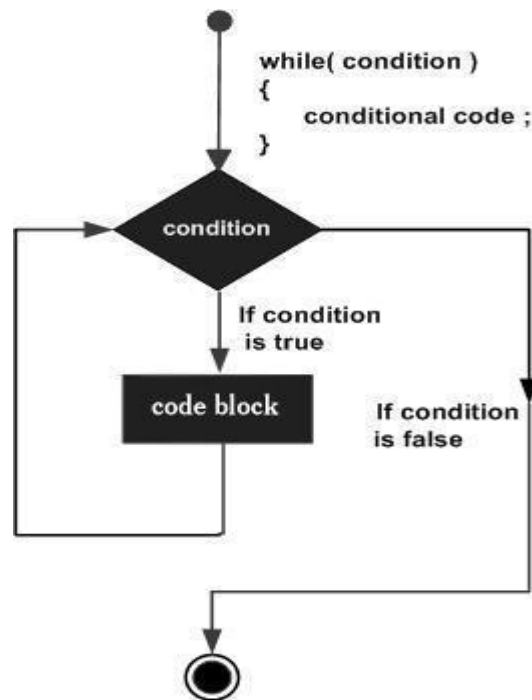 while( condition )
{
conditional code ;
}
condition
If condition
is true
code block
If condition
is false